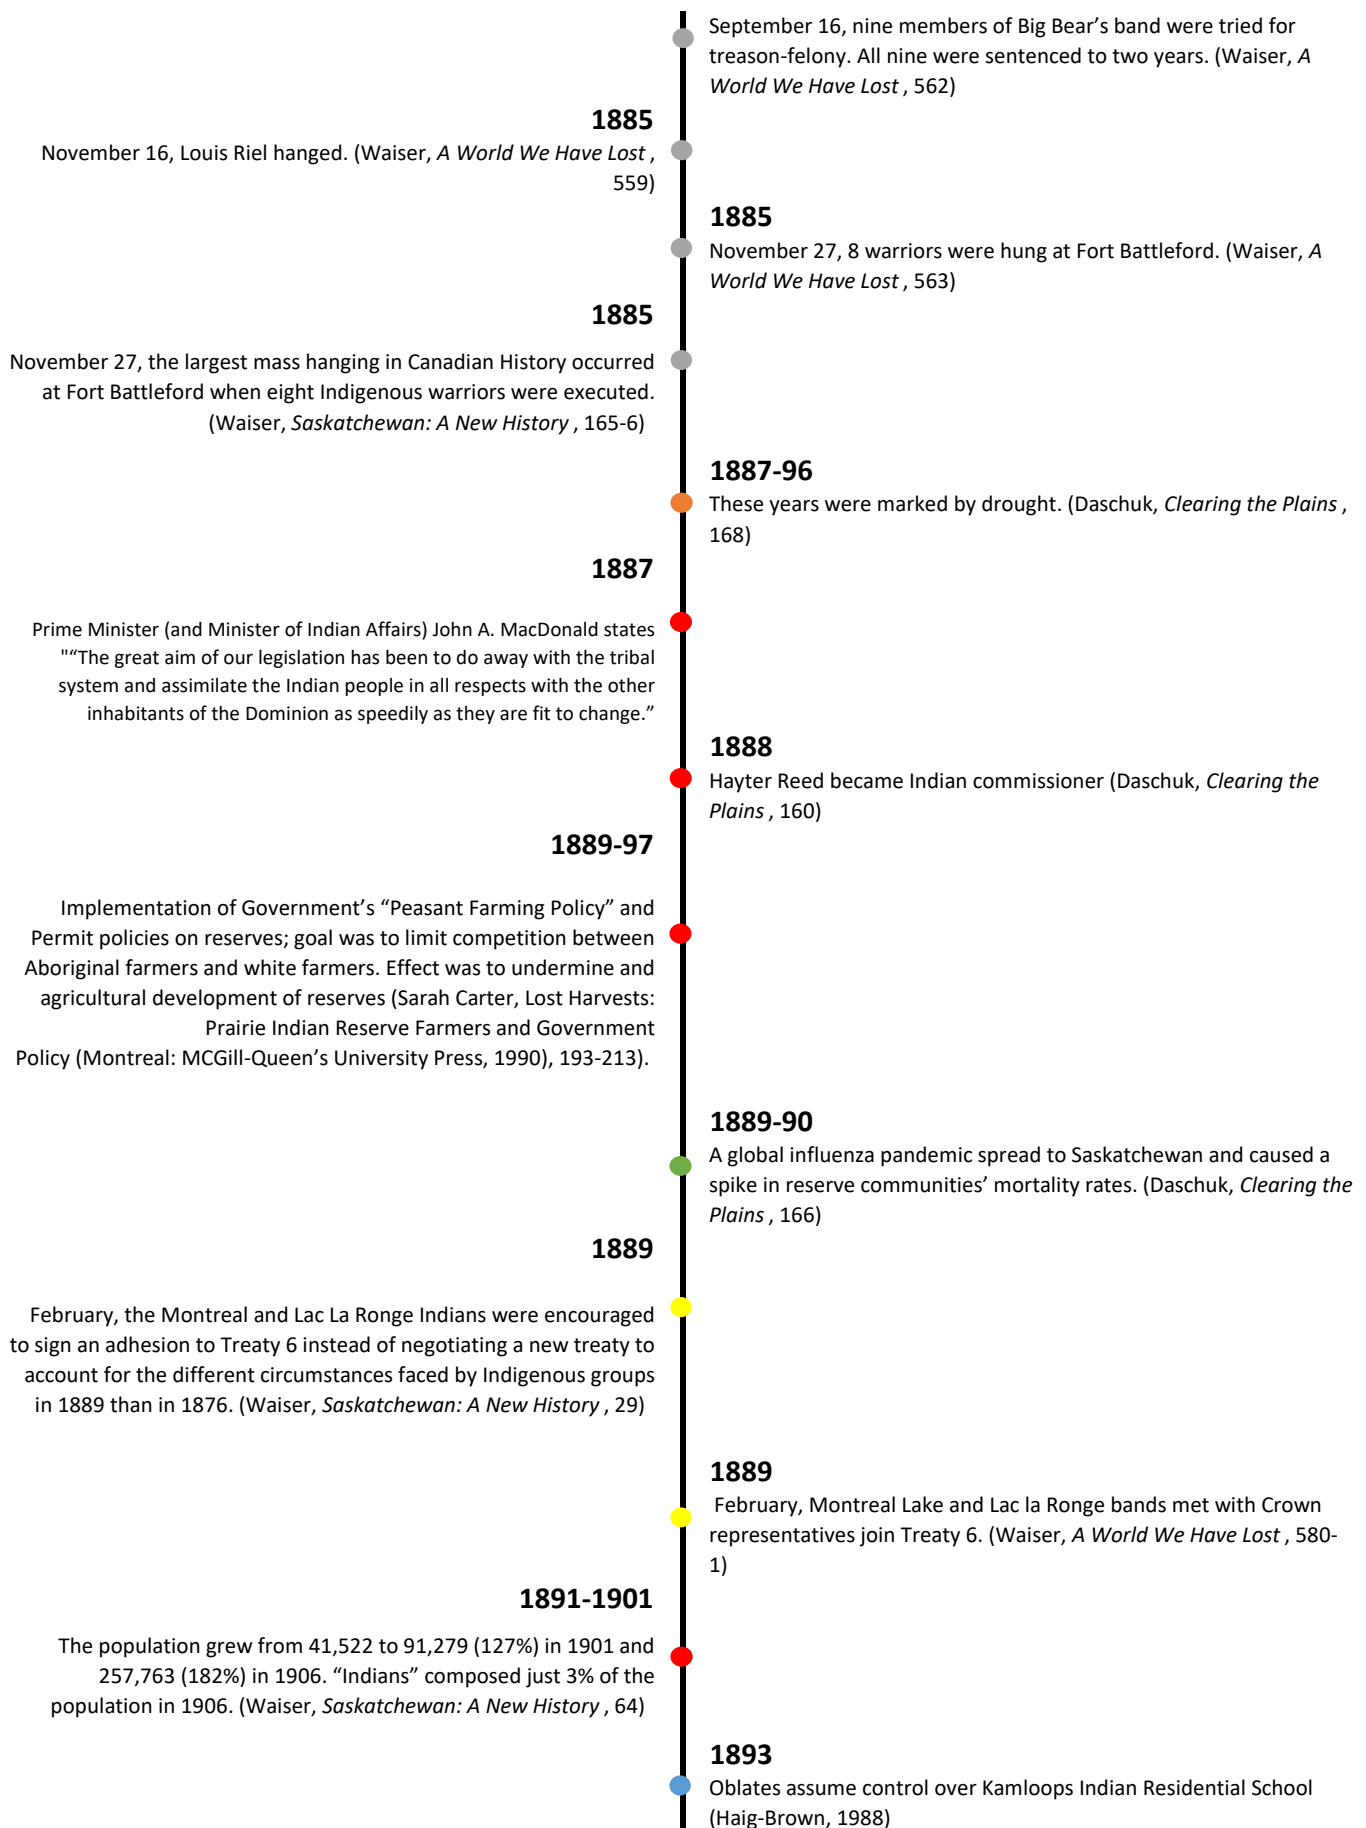 September 16, nine members of Big Bear’s band were tried for
treason-felony. All nine were sentenced to two years. (Waiser, A
World We Have Lost , 562)
1885
November 16, Louis Riel hanged. (Waiser, A World We Have Lost ,
559)
1885
November 27, 8 warriors were hung at Fort Battleford. (Waiser, A
World We Have Lost , 563)
1885
November 27, the largest mass hanging in Canadian History occurred
at Fort Battleford when eight Indigenous warriors were executed.
(Waiser, Saskatchewan: A New History , 165-6)
1887-96
These years were marked by drought. (Daschuk, Clearing the Plains ,
168)
1887
Prime Minister (and Minister of Indian Affairs) John A. MacDonald states
"“The great aim of our legislation has been to do away with the tribal
system and assimilate the Indian people in all respects with the other
inhabitants of the Dominion as speedily as they are fit to change.”
1888
Hayter Reed became Indian commissioner (Daschuk, Clearing the
Plains , 160)
1889-97
Implementation of Government’s “Peasant Farming Policy” and
Permit policies on reserves; goal was to limit competition between
Aboriginal farmers and white farmers. Effect was to undermine and
agricultural development of reserves (Sarah Carter, Lost Harvests:
Prairie Indian Reserve Farmers and Government
Policy (Montreal: MCGill-Queen’s University Press, 1990), 193-213).
1889-90
A global influenza pandemic spread to Saskatchewan and caused a
spike in reserve communities’ mortality rates. (Daschuk, Clearing the
Plains , 166)
1889
February, the Montreal and Lac La Ronge Indians were encouraged
to sign an adhesion to Treaty 6 instead of negotiating a new treaty to
account for the different circumstances faced by Indigenous groups
in 1889 than in 1876. (Waiser, Saskatchewan: A New History , 29)
1889
February, Montreal Lake and Lac la Ronge bands met with Crown
representatives join Treaty 6. (Waiser, A World We Have Lost , 580-
1)
1891-1901
The population grew from 41,522 to 91,279 (127%) in 1901 and
257,763 (182%) in 1906. “Indians” composed just 3% of the
population in 1906. (Waiser, Saskatchewan: A New History , 64)
1893
Oblates assume control over Kamloops Indian Residential School
(Haig-Brown, 1988)